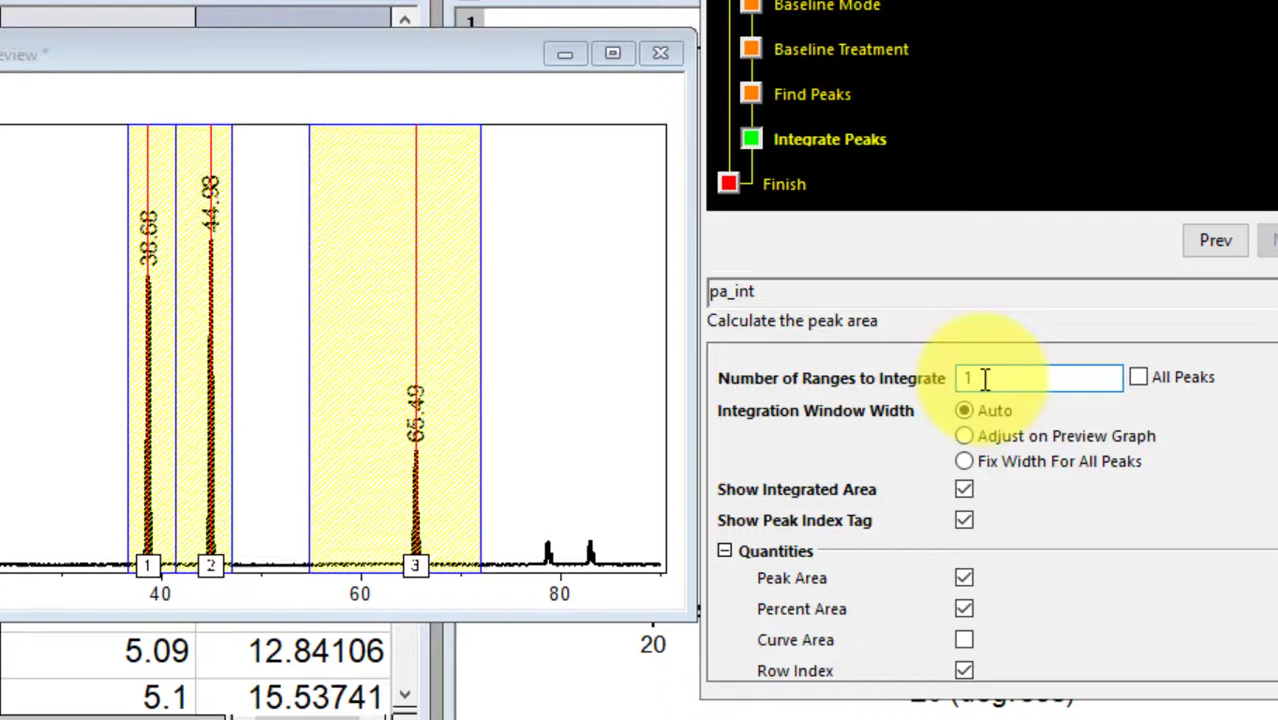 1
eview *
Baseline Mode
Baseline Treatment
Find Peaks
Integrate Peaks
Finish
Prev
38.68
44.98
65.49
1
2
3
40
60
80
pa_int
Calculate the peak area
Number of Ranges to Integrate 1 All Peaks
Integration Window Width Auto
Adjust on Preview Graph
Fix Width For All Peaks
Show Integrated Area
Show Peak Index Tag
Quantities
Peak Area
Percent Area
Curve Area
Row Index
5.09 12.84106
5.1 15.53741
20